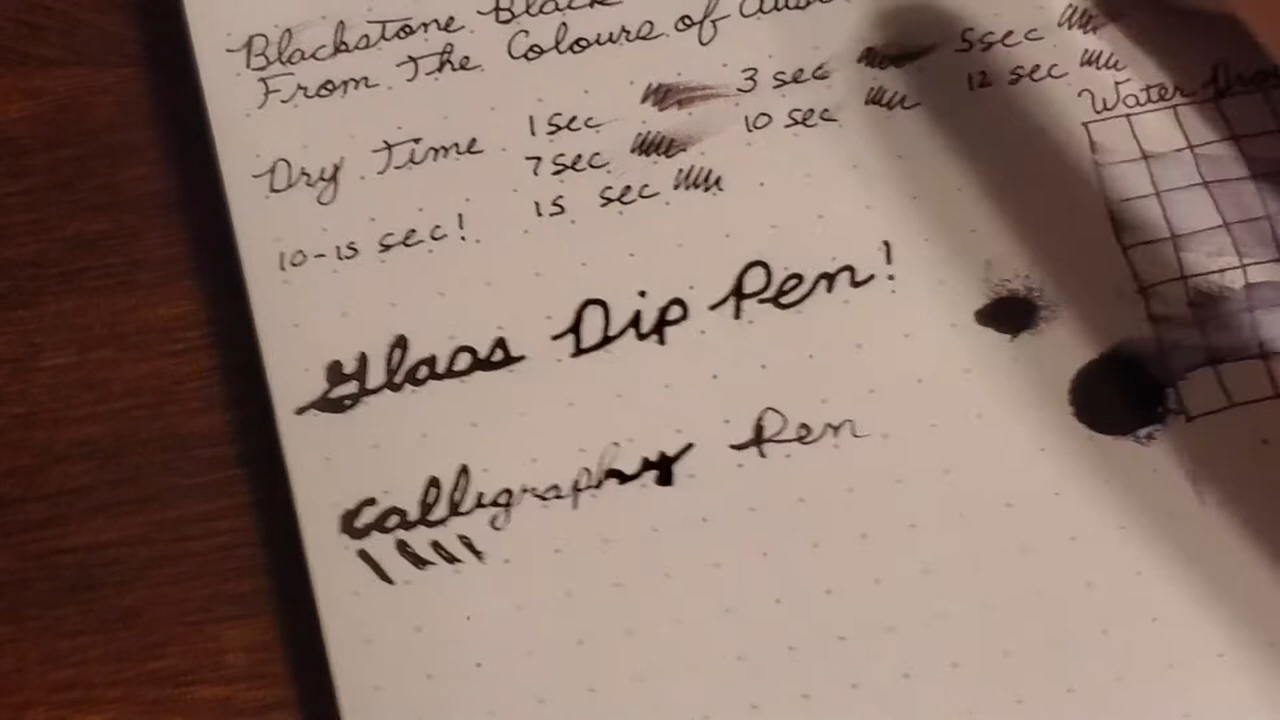 Blackstone Black
From The Colours of
Dry Time 1 sec 3 sec 5 sec
7 sec 10 sec 12 sec
10-15 sec! 15 sec
Water
Glass Dip Pen!
Calligraphy Pen